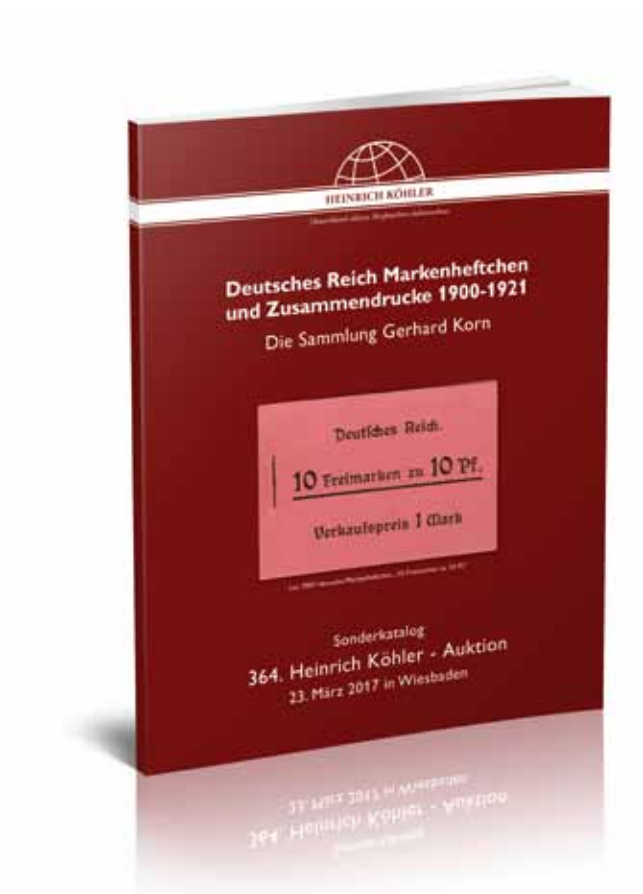 HEINRICH KÖHLER
Deutsches Reich Markenheftchen
und Zusammendrucke 1900-1921
Die Sammlung Gerhard Korn
Deutsches Reich.
10 Freimarken zu 10 Pf.
Verkaufspreis 1 Mark
Sonderkatalog
364. Heinrich Köhler - Auktion
23. März 2017 in Wiesbaden